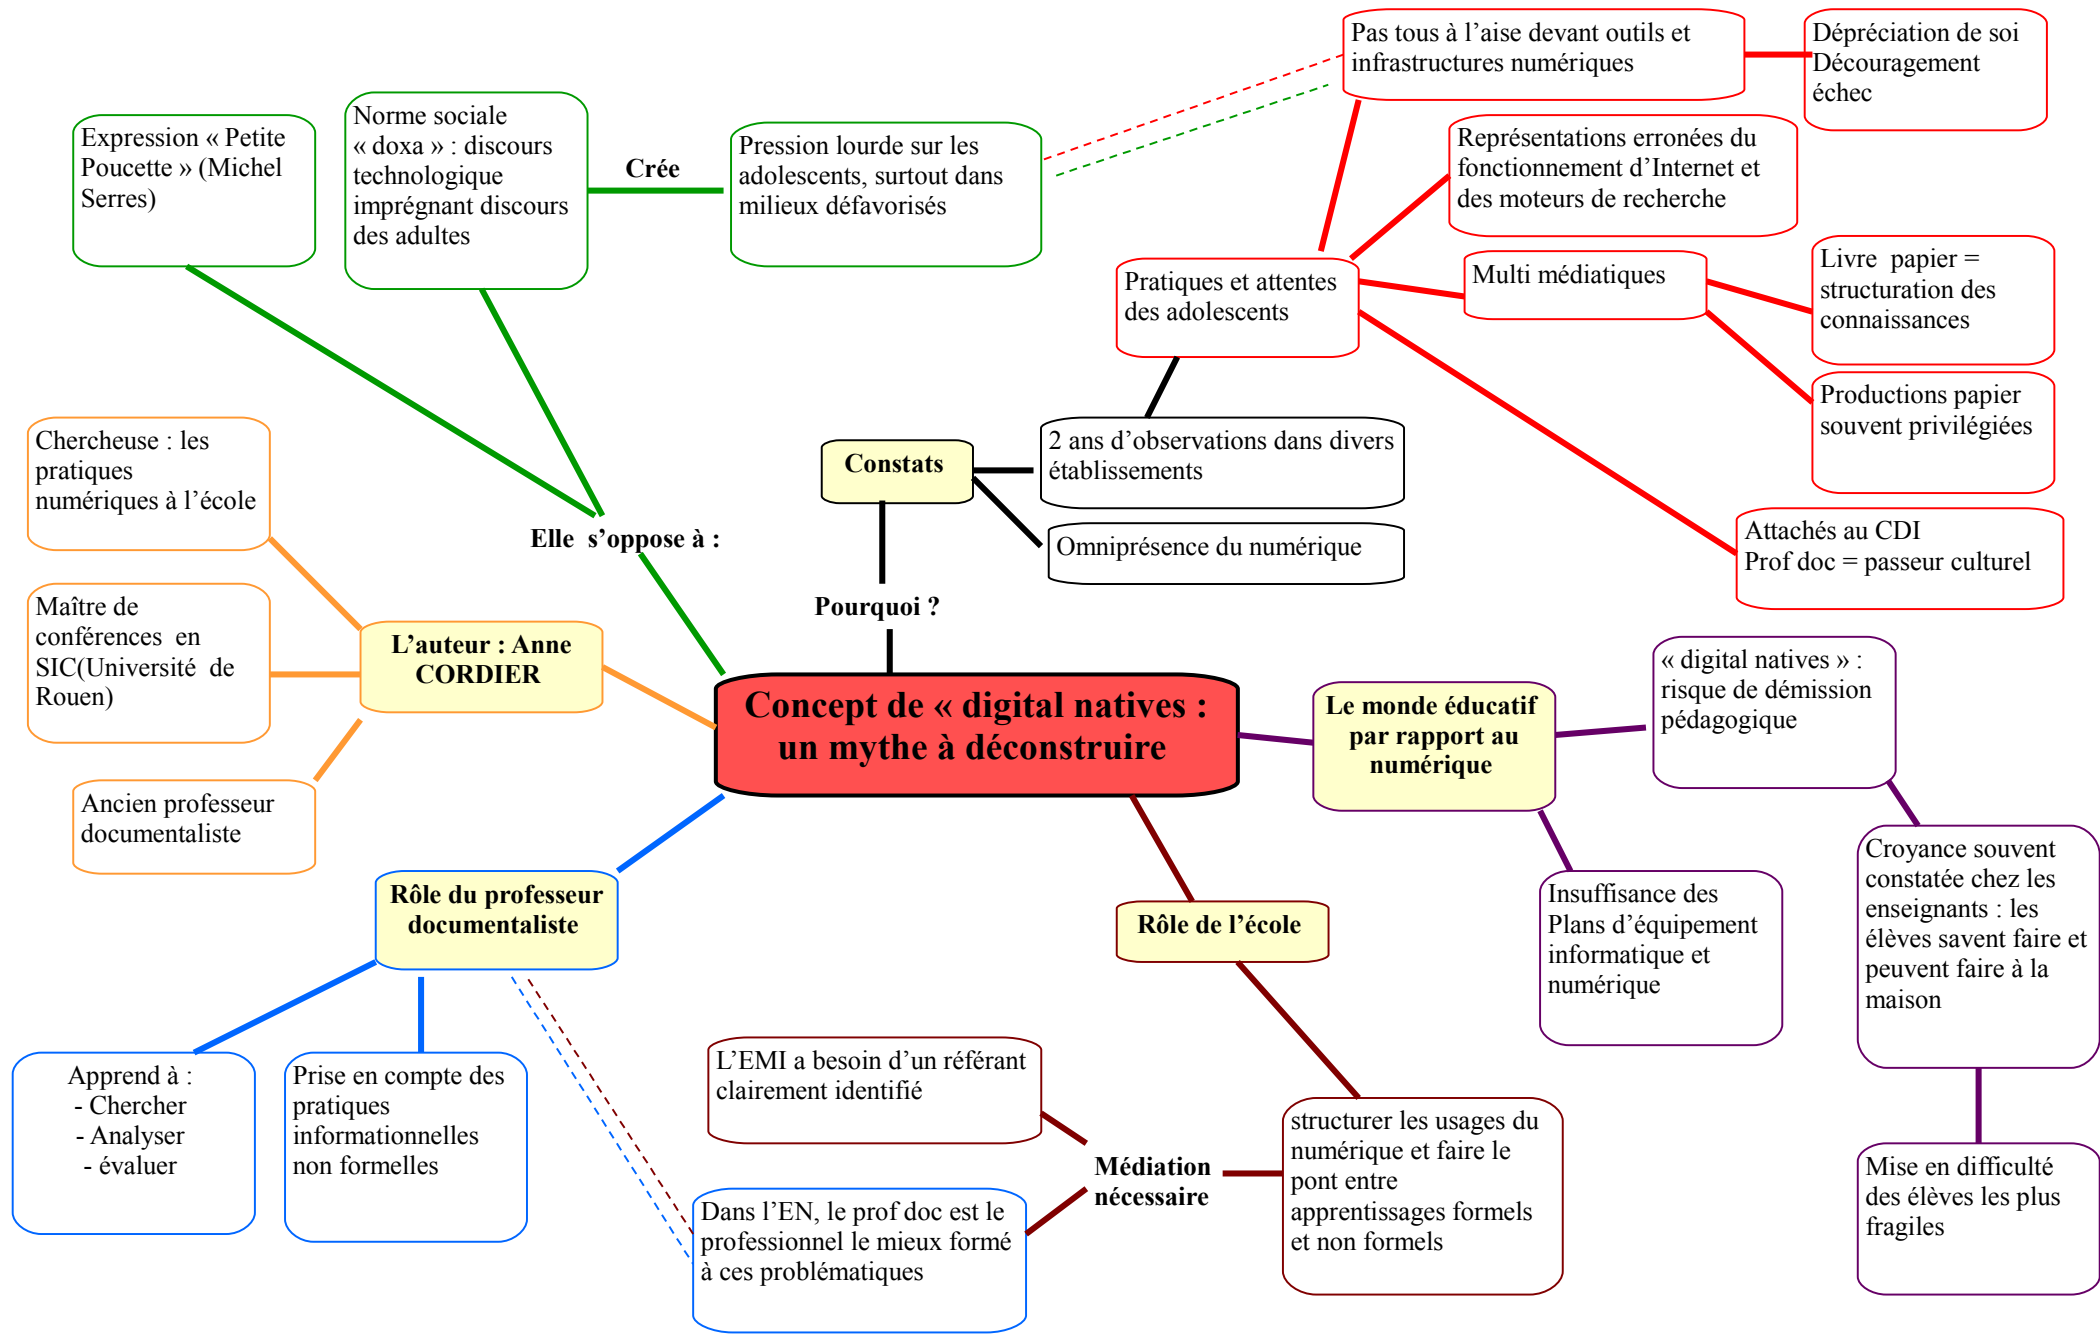 Pas tous à l’aise devant outils et
infrastructures numériques
Dépréciation de soi
Découragement
échec
Expression « Petite
Poucette » (Michel
Serres)
Norme sociale
« doxa » : discours
technologique
imprégnant discours
des adultes
Crée
Pression lourde sur les
adolescents, surtout dans
milieux défavorisés
Représentations erronées du
fonctionnement d’Internet et
des moteurs de recherche
Pratiques et attentes
des adolescents
Multi médiatiques
Livre papier =
structuration des
connaissances
Productions papier
souvent privilégiées
Chercheuse : les
pratiques
numériques à l’école
Constats
2 ans d’observations dans divers
établissements
Omniprésence du numérique
Attachés au CDI
Prof doc = passeur culturel
Elle s’oppose à :
Pourquoi ?
Maître de
conférences en
SIC(Université de
Rouen)
L’auteur : Anne
CORDIER
Concept de « digital natives :
un mythe à déconstruire
Le monde éducatif
par rapport au
numérique
« digital natives » :
risque de démission
pédagogique
Ancien professeur
documentaliste
Rôle du professeur
documentaliste
Rôle de l’école
Insuffisance des
Plans d’équipement
informatique et
numérique
Croyance souvent
constatée chez les
enseignants : les
élèves savent faire et
peuvent faire à la
maison
Apprend à :
- Chercher
- Analyser
- évaluer
Prise en compte des
pratiques
informationnelles
non formelles
L’EMI a besoin d’un référant
clairement identifié
Médiation
nécessaire
structurer les usages du
numérique et faire le
pont entre
apprentissages formels
et non formels
Dans l’EN, le prof doc est le
professionnel le mieux formé
à ces problématiques
Mise en difficulté
des élèves les plus
fragiles